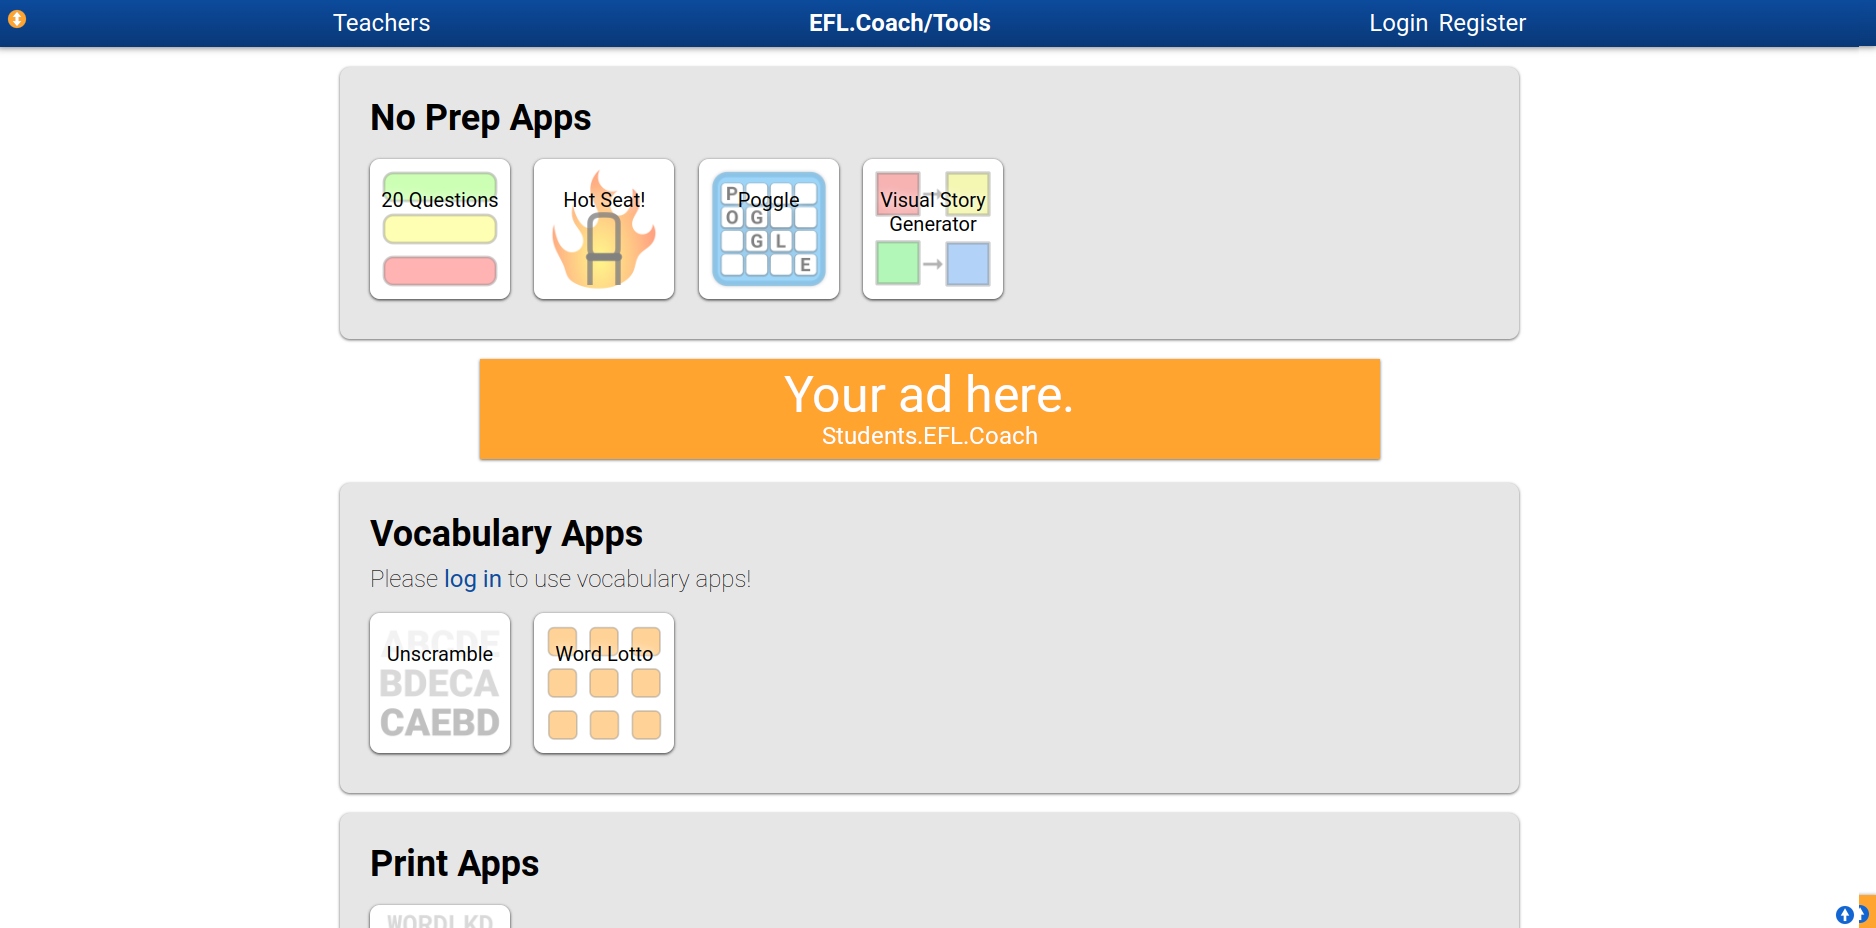 Teachers
EFL.Coach/Tools
Login Register
No Prep Apps
20 Questions
Hot Seat!
P
Poggle
O G
G L
E
Visual Story
Generator
Your ad here.
Students.EFL.Coach
Vocabulary Apps
Please log in to use vocabulary apps!
ABCDE
Unscramble
BDECA
CAEBD
Word Lotto
Print Apps
WORDLKD